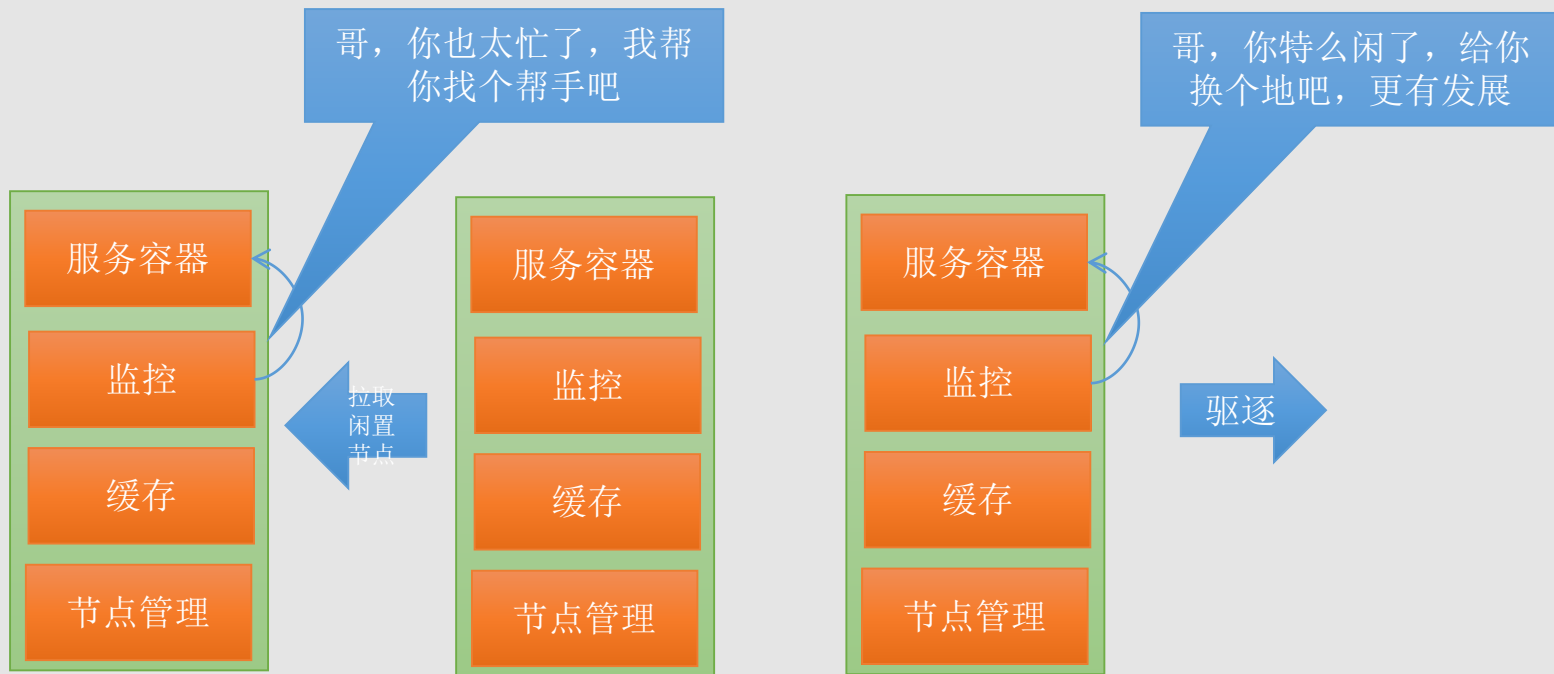 哥，你也太忙了，我帮
你找个帮手吧
服务容器
监控
缓存
节点管理
拉取
闲置
节点
服务容器
监控
缓存
节点管理
哥，你特么闲了，给你
换个地吧，更有发展
服务容器
监控
缓存
节点管理
驱逐